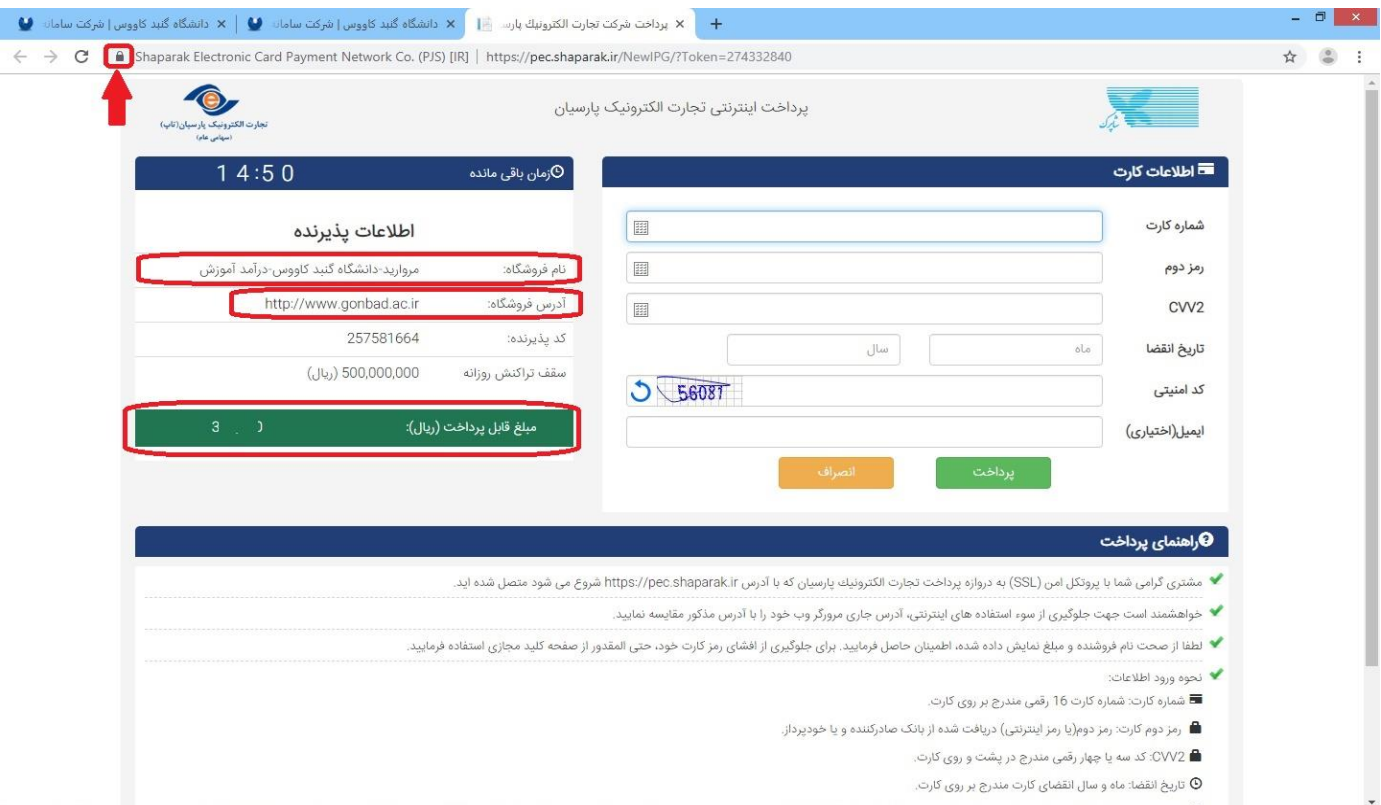 دانشگاه گنبد کاووس | شرکت سامانه
دانشگاه گنبد کاووس | شرکت سامانه
پرداخت شرکت تجارت الکترونیك پارسـ
Shaparak Electronic Card Payment Network Co. (PJS) [IR] | https://pec.shaparak.ir/NewIPG/?Token=274332840
تجارت الکترونیک پارسیان(تاپ)
(سهامی عام)
پرداخت اینترنتی تجارت الکترونیک پارسیان
شاپرک
اطلاعات کارت
شماره کارت
رمز دوم
CVV2
تاریخ انقضا
ماه
سال
کد امنیتی
56081
ایمیل(اختیاری)
پرداخت
انصراف
زمان باقی مانده
14:50
اطلاعات پذیرنده
نام فروشگاه: مروارید-دانشگاه گنبد کاووس-درآمد آموزش
آدرس فروشگاه: http://www.gonbad.ac.ir
کد پذیرنده: 257581664
سقف تراکنش روزانه 500,000,000 (ریال)
مبلغ قابل پرداخت (ریال):
راهنمای پرداخت
مشتری گرامی شما با پروتکل امن (SSL) به دروازه پرداخت تجارت الکترونیك پارسیان که با آدرس https://pec.shaparak.ir شروع می شود متصل شده اید.
خواهشمند است جهت جلوگیری از سوء استفاده های اینترنتی، آدرس جاری مرورگر وب خود را با آدرس مذکور مقایسه نمایید.
لطفا از صحت نام فروشنده و مبلغ نمایش داده شده، اطمینان حاصل فرمایید. برای جلوگیری از افشای رمز کارت خود، حتی المقدور از صفحه کلید مجازی استفاده فرمایید.
نحوه ورود اطلاعات:
شماره کارت: شماره کارت 16 رقمی مندرج بر روی کارت.
رمز دوم کارت: رمز دوم(یا رمز اینترنتی) دریافت شده از بانک صادرکننده و یا خودپرداز.
CVV2: کد سه یا چهار رقمی مندرج در پشت و روی کارت.
تاریخ انقضا: ماه و سال انقضای کارت مندرج بر روی کارت.